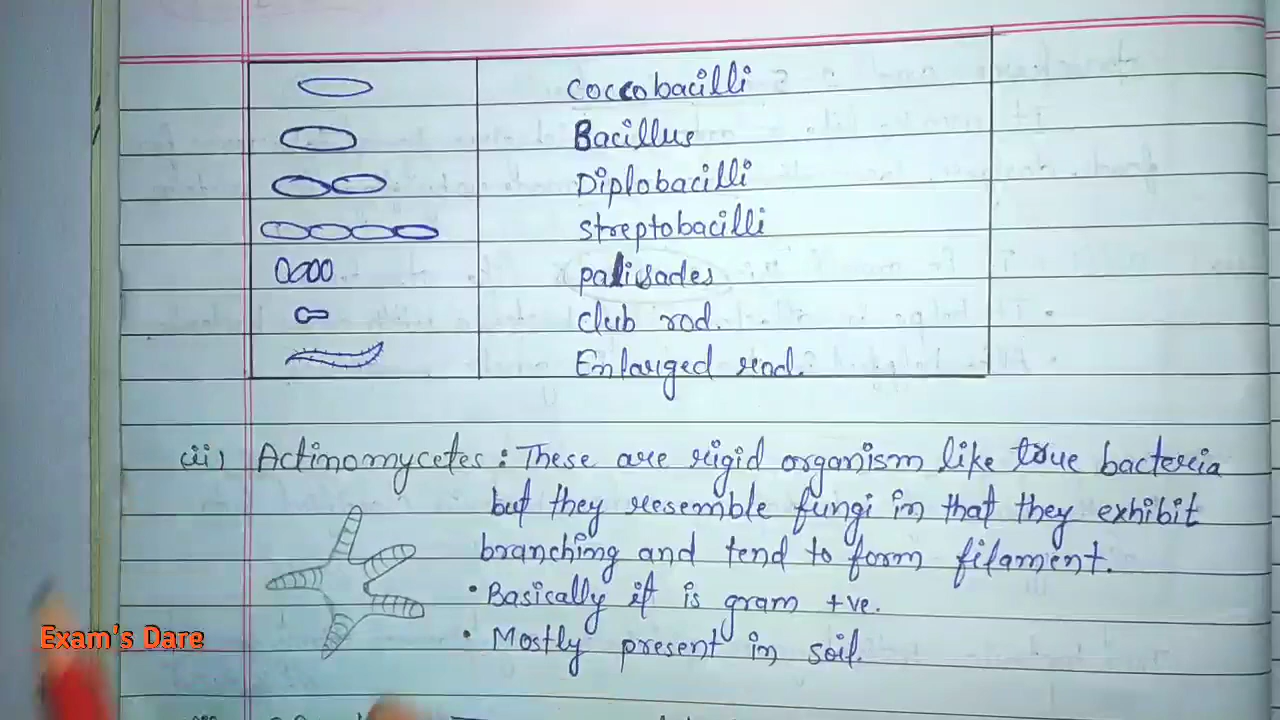 Coccobacilli
Bacillus
Diplobacilli
Streptobacilli
palisades
club rod.
Enlarged rod.
(ii) Actinomycetes: These are rigid organism like true bacteria
but they resemble fungi in that they exhibit
branching and tend to form filament.
• Basically it is gram +ve.
Exam's Dare
• Mostly present in soil.